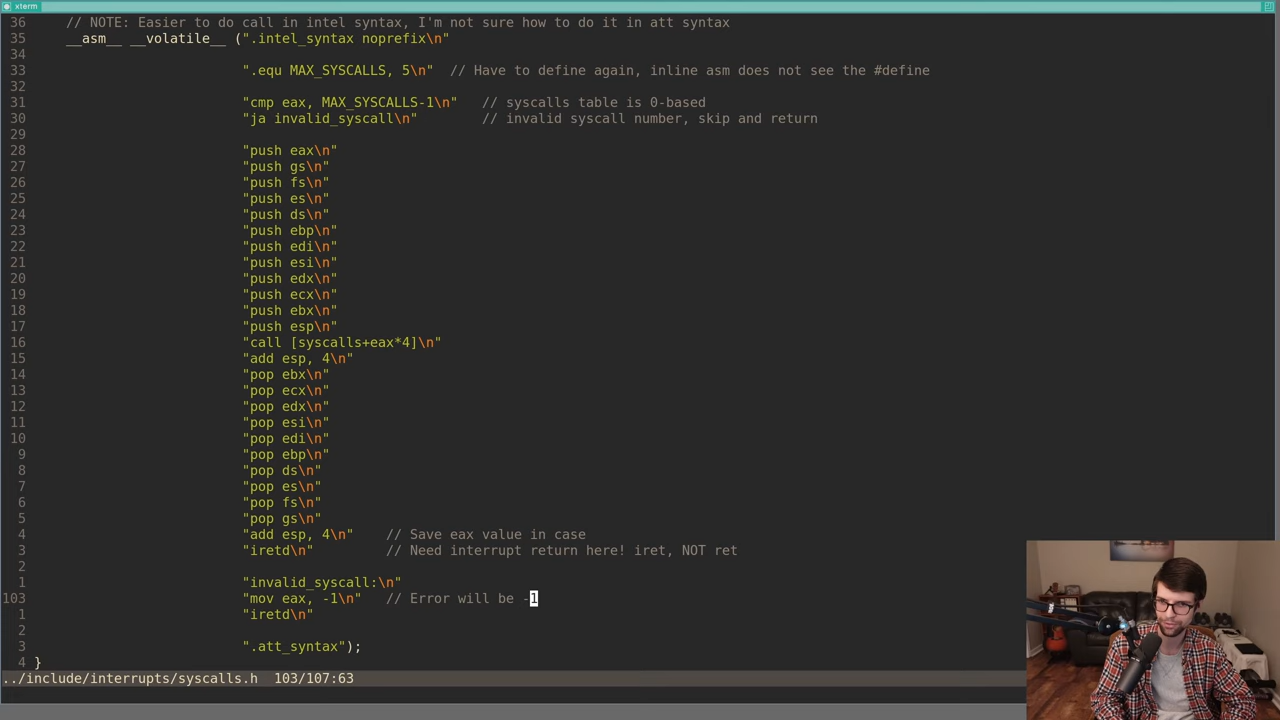 xterm
36 // NOTE: Easier to do call in intel syntax, I'm not sure how to do it in att syntax
35 __asm__ __volatile__ (".intel_syntax noprefix\n"
34
33 ".equ MAX_SYSCALLS, 5\n" // Have to define again, inline asm does not see the #define
32
31 "cmp eax, MAX_SYSCALLS-1\n" // syscalls table is 0-based
30 "ja invalid_syscall\n" // invalid syscall number, skip and return
29
28 "push eax\n"
27 "push gs\n"
26 "push fs\n"
25 "push es\n"
24 "push ds\n"
23 "push ebp\n"
22 "push edi\n"
21 "push esi\n"
20 "push edx\n"
19 "push ecx\n"
18 "push ebx\n"
17 "push esp\n"
16 "call [syscalls+eax*4]\n"
15 "add esp, 4\n"
14 "pop ebx\n"
13 "pop ecx\n"
12 "pop edx\n"
11 "pop esi\n"
10 "pop edi\n"
9 "pop ebp\n"
8 "pop ds\n"
7 "pop es\n"
6 "pop fs\n"
5 "pop gs\n"
4 "add esp, 4\n" // Save eax value in case
3 "iretd\n" // Need interrupt return here! iret, NOT ret
2
1 "invalid_syscall:\n"
103 "mov eax, -1\n" // Error will be -1
1 "iretd\n"
2
3 ".att_syntax");
4 }
../include/interrupts/syscalls.h 103/107:63